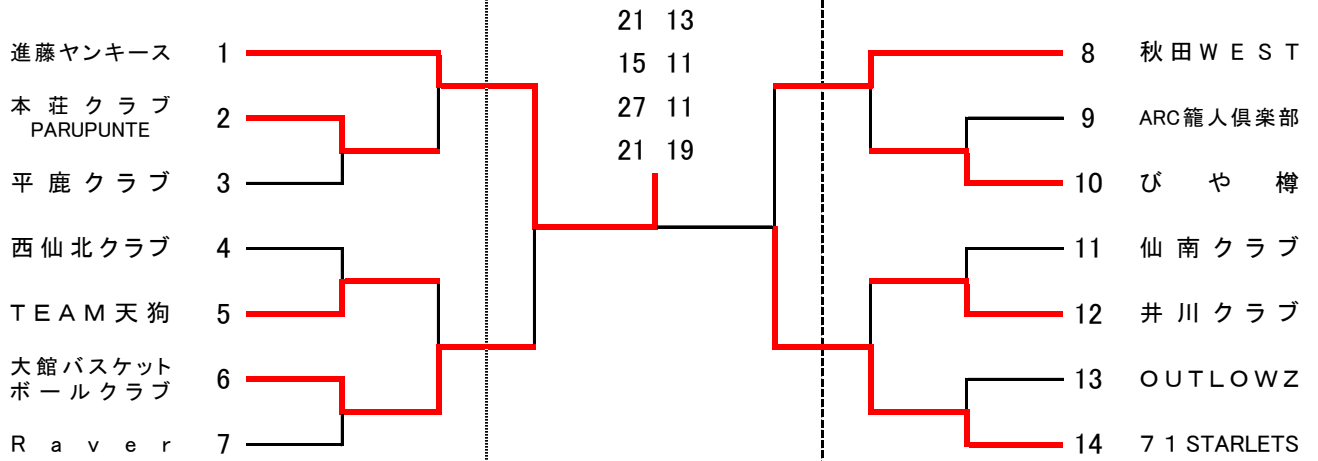 21 13
15 11
27 11
21 19
進藤ヤンキース 1
本荘クラブ
PARUPUNTE 2
平鹿クラブ 3
西仙北クラブ 4
TEAM天狗 5
大館バスケット
ボールクラブ 6
Raver 7
8 秋田WEST
9 ARC籠人倶楽部
10 びや樽
11 仙南クラブ
12 井川クラブ
13 OUTLOWZ
14 71STARLETS